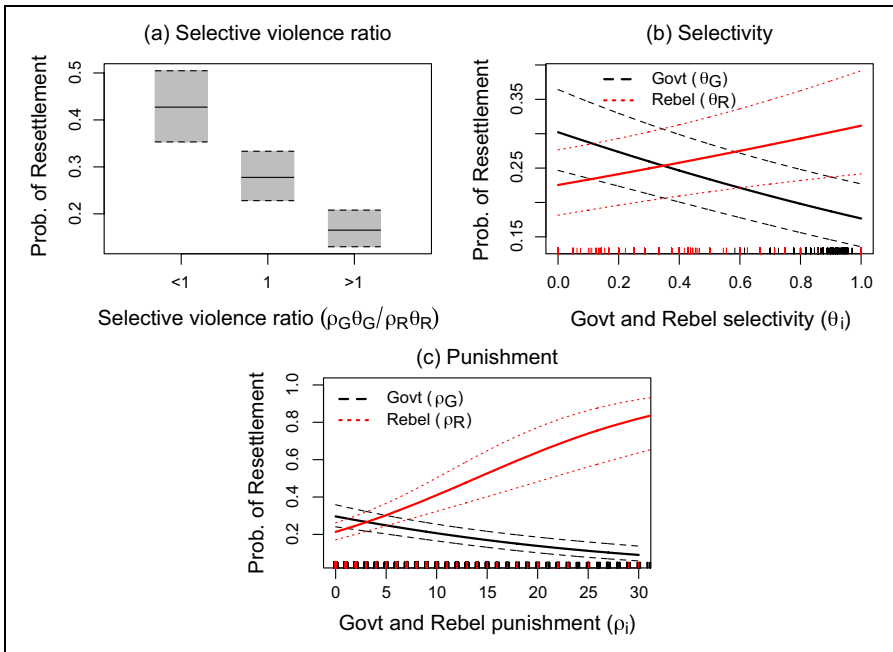 (a) Selective violence ratio
Prob. of Resettlement
0.2 0.3 0.4 0.5
<1 1 >1
Selective violence ratio (ρGθG/ρRθR)
(b) Selectivity
Prob. of Resettlement
0.15 0.25 0.35
Govt (θG)
Rebel (θR)
0.0 0.2 0.4 0.6 0.8 1.0
Govt and Rebel selectivity (θi)
(c) Punishment
Prob. of Resettlement
0.2 0.4 0.6 0.8 1.0
Govt (ρG)
Rebel (ρR)
0 5 10 15 20 25 30
Govt and Rebel punishment (ρi)